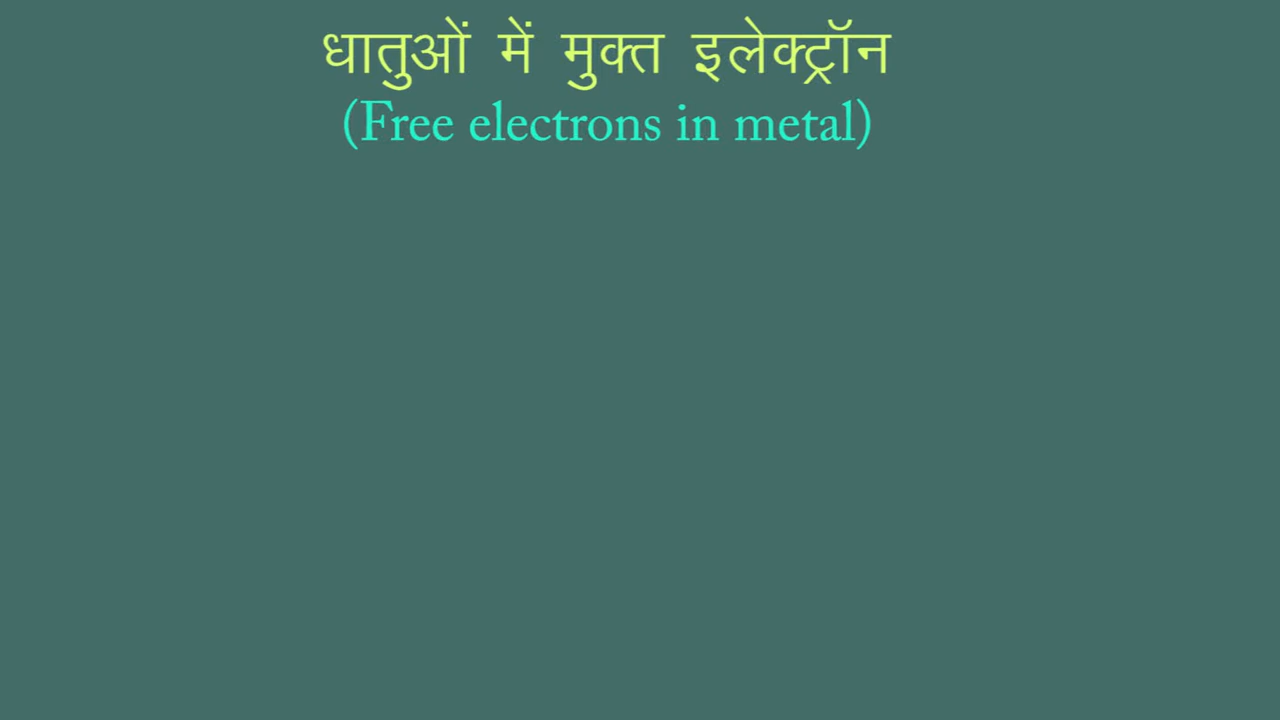 धातुओं में मुक्त इलेक्ट्रॉन
(Free electrons in metal)